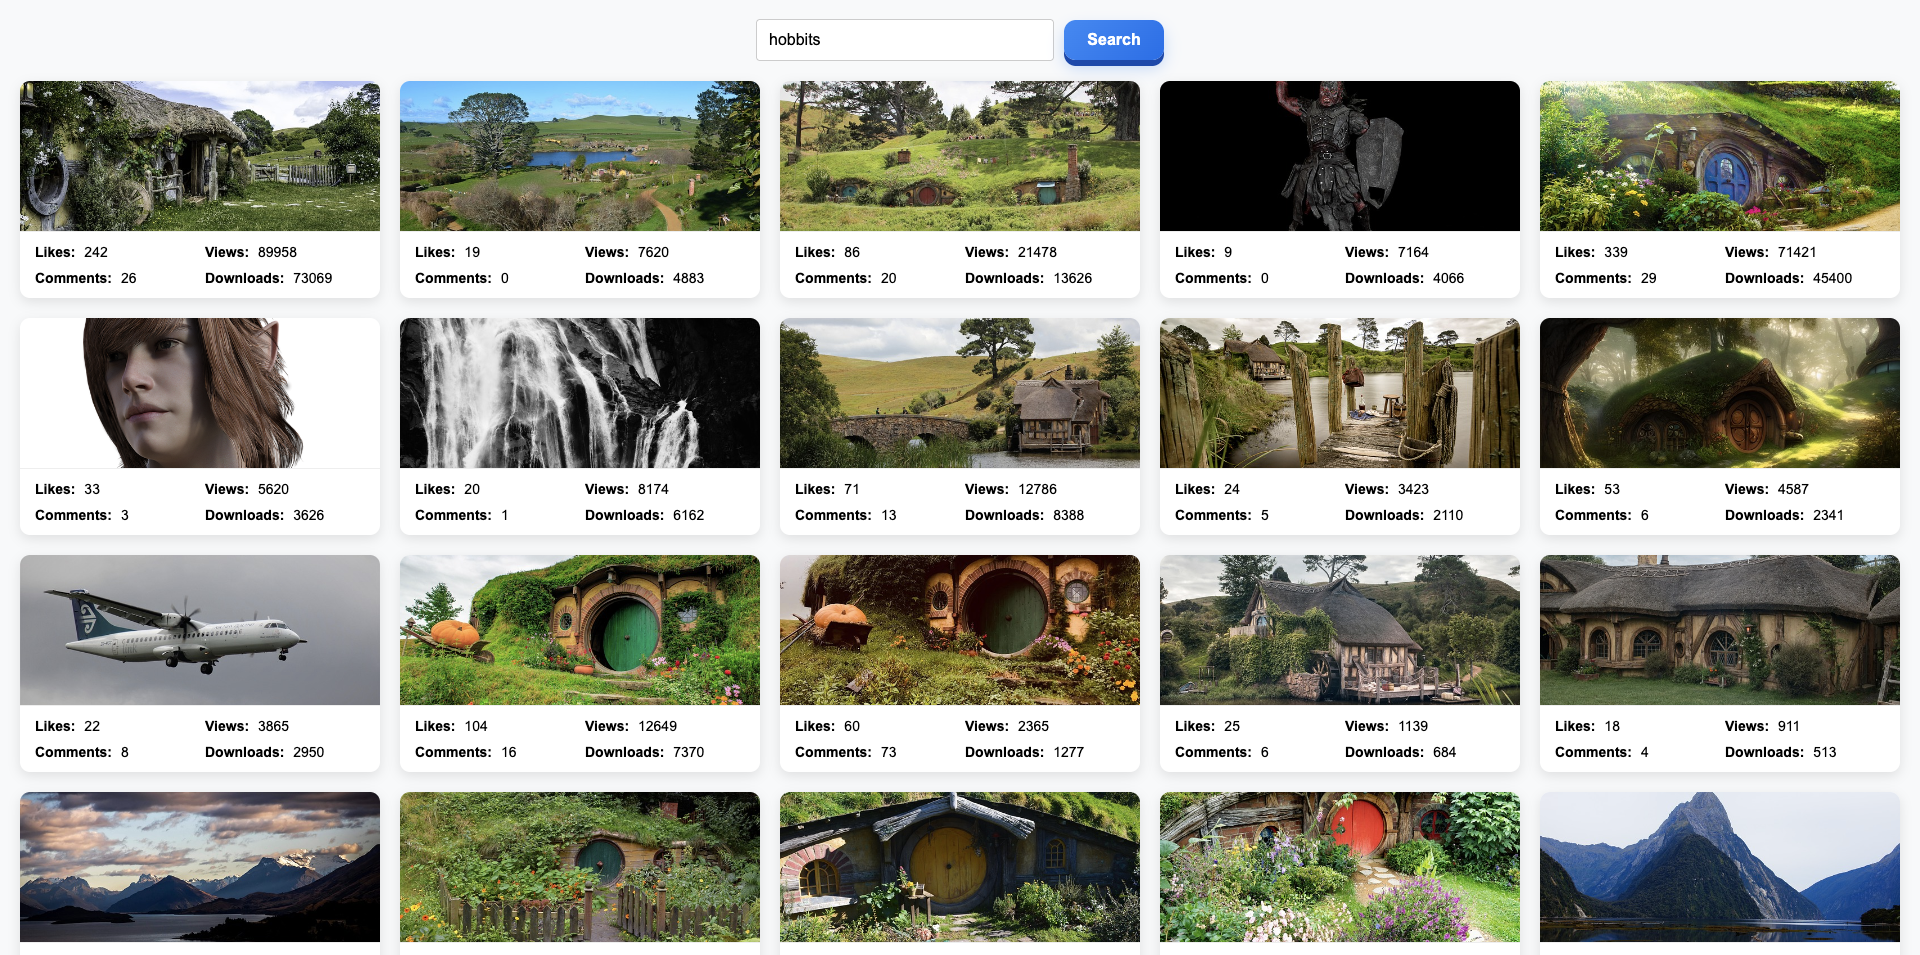 hobbits Search
Likes: 242 Views: 89958
Comments: 26 Downloads: 73069
Likes: 19 Views: 7620
Comments: 0 Downloads: 4883
Likes: 86 Views: 21478
Comments: 20 Downloads: 13626
Likes: 9 Views: 7164
Comments: 0 Downloads: 4066
Likes: 339 Views: 71421
Comments: 29 Downloads: 45400
Likes: 33 Views: 5620
Comments: 3 Downloads: 3626
Likes: 20 Views: 8174
Comments: 1 Downloads: 6162
Likes: 71 Views: 12786
Comments: 13 Downloads: 8388
Likes: 24 Views: 3423
Comments: 5 Downloads: 2110
Likes: 53 Views: 4587
Comments: 6 Downloads: 2341
Likes: 22 Views: 3865
Comments: 8 Downloads: 2950
Likes: 104 Views: 12649
Comments: 16 Downloads: 7370
Likes: 60 Views: 2365
Comments: 73 Downloads: 1277
Likes: 25 Views: 1139
Comments: 6 Downloads: 684
Likes: 18 Views: 911
Comments: 4 Downloads: 513